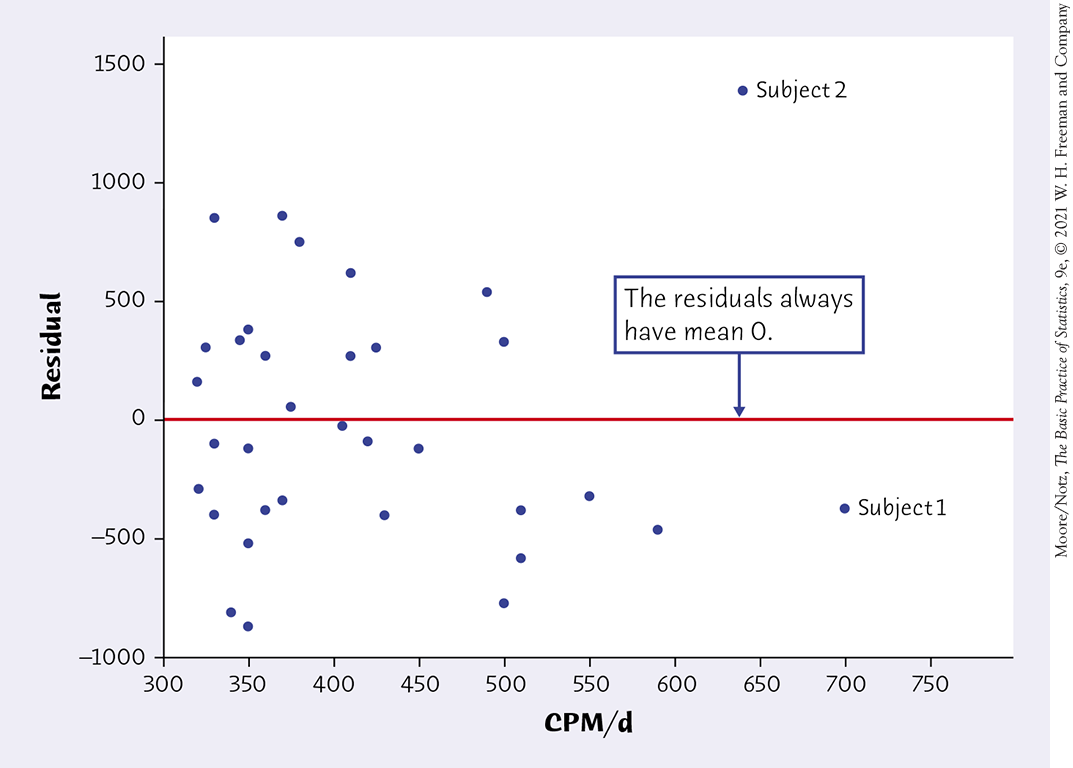 1500
1000
500
0
−500
−1000
Residual
Subject 2
The residuals always
have mean 0.
Subject 1
300 350 400 450 500 550 600 650 700 750
CPM/d
Moore/Notz, The Basic Practice of Statistics, 9e, © 2021 W. H. Freeman and Company